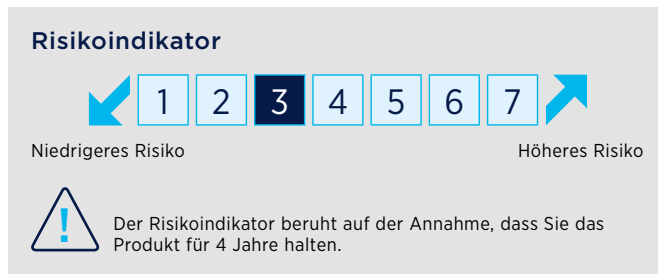 Risikoindikator
1 2 3 4 5 6 7
Niedrigeres Risiko Höheres Risiko
!
Der Risikoindikator beruht auf der Annahme, dass Sie das
Produkt für 4 Jahre halten.